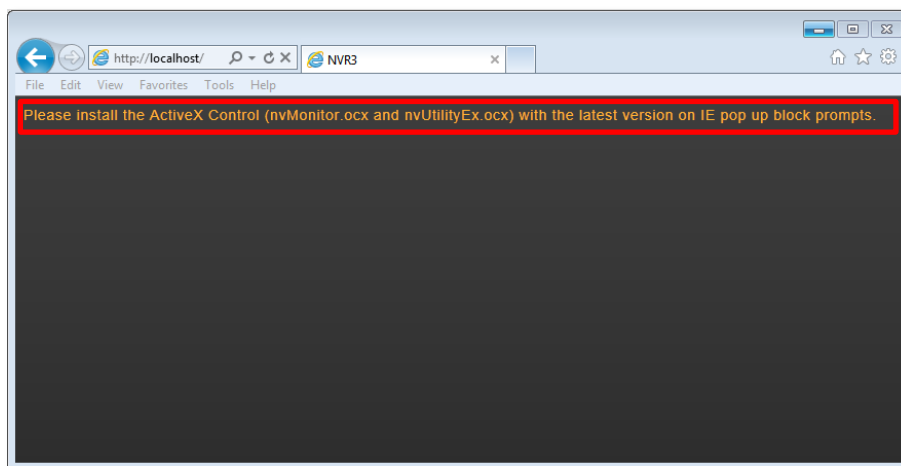 http://localhost/
NVR3
File Edit View Favorites Tools Help
Please install the ActiveX Control (nvMonitor.ocx and nvUtilityEx.ocx) with the latest version on IE pop up block prompts.